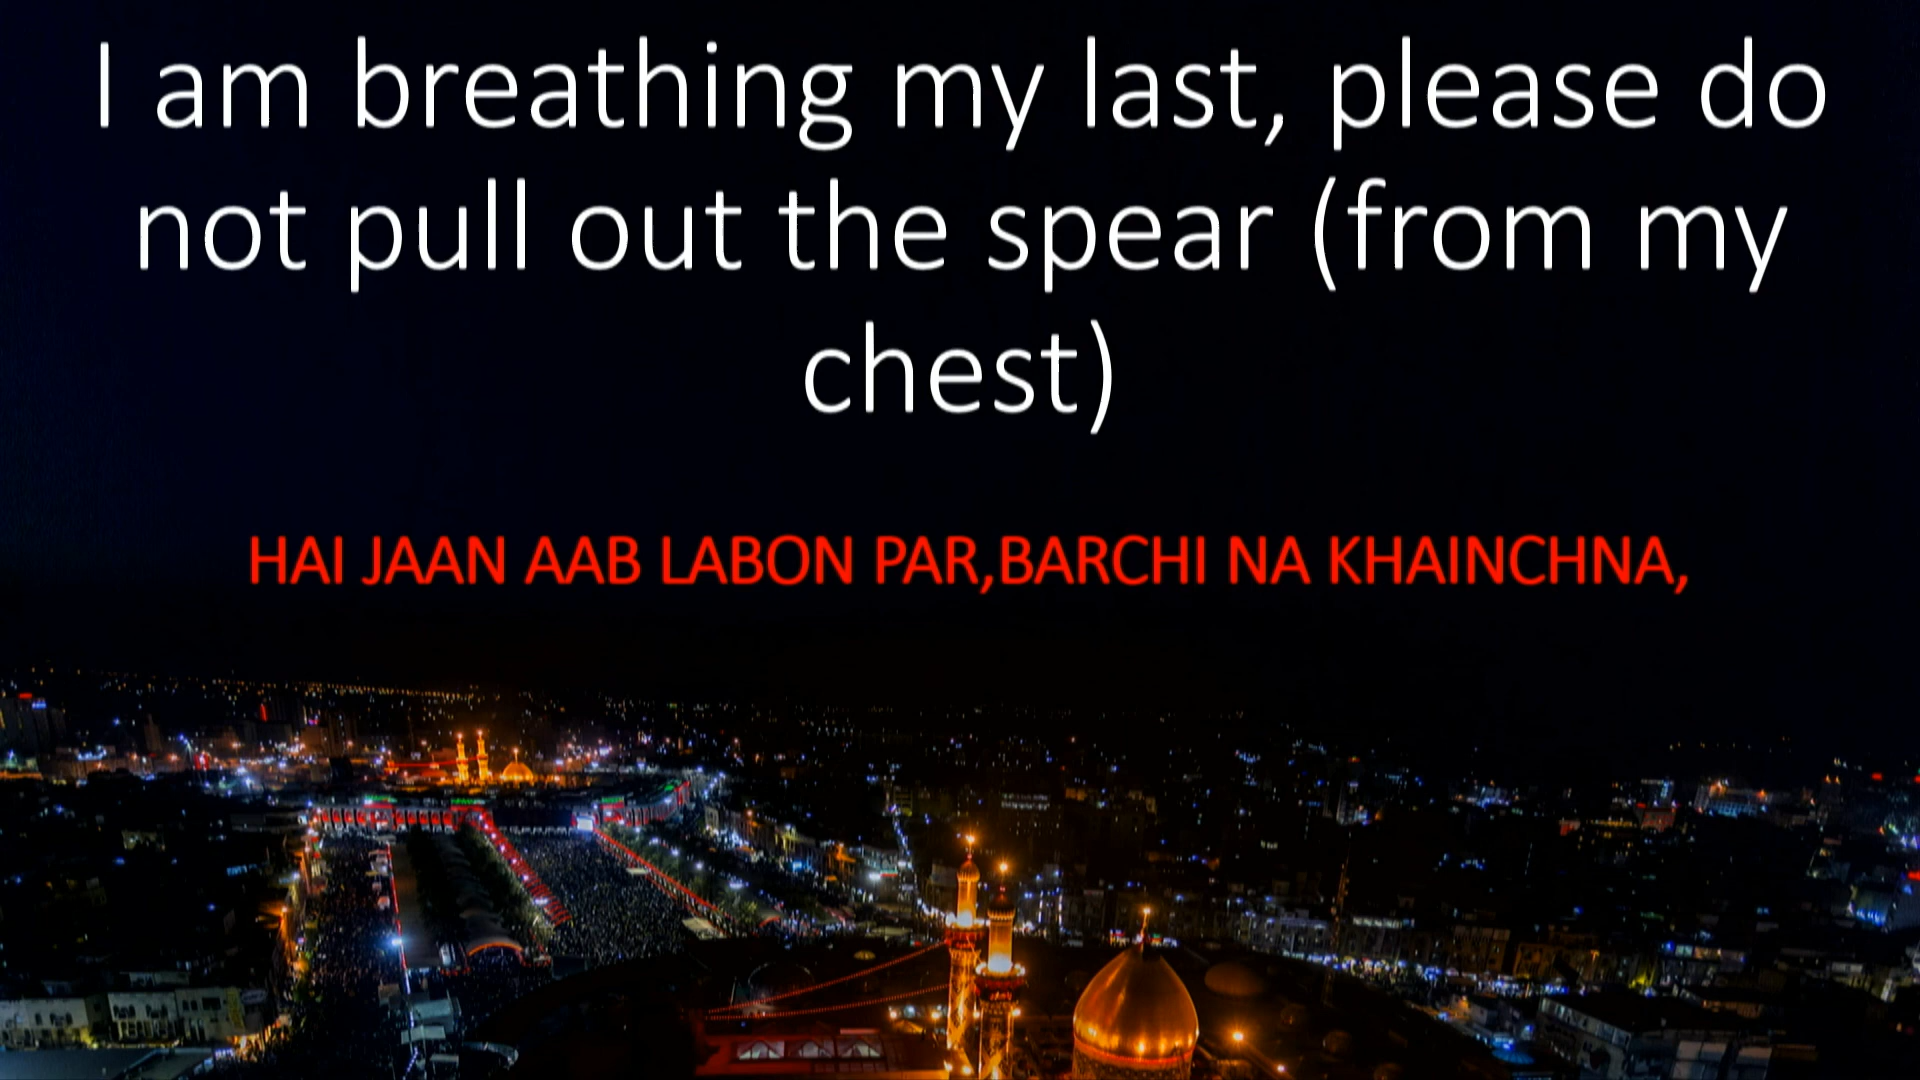 I am breathing my last, please do
not pull out the spear (from my
chest)
HAI JAAN AAB LABON PAR,BARCHI NA KHAINCHNA,